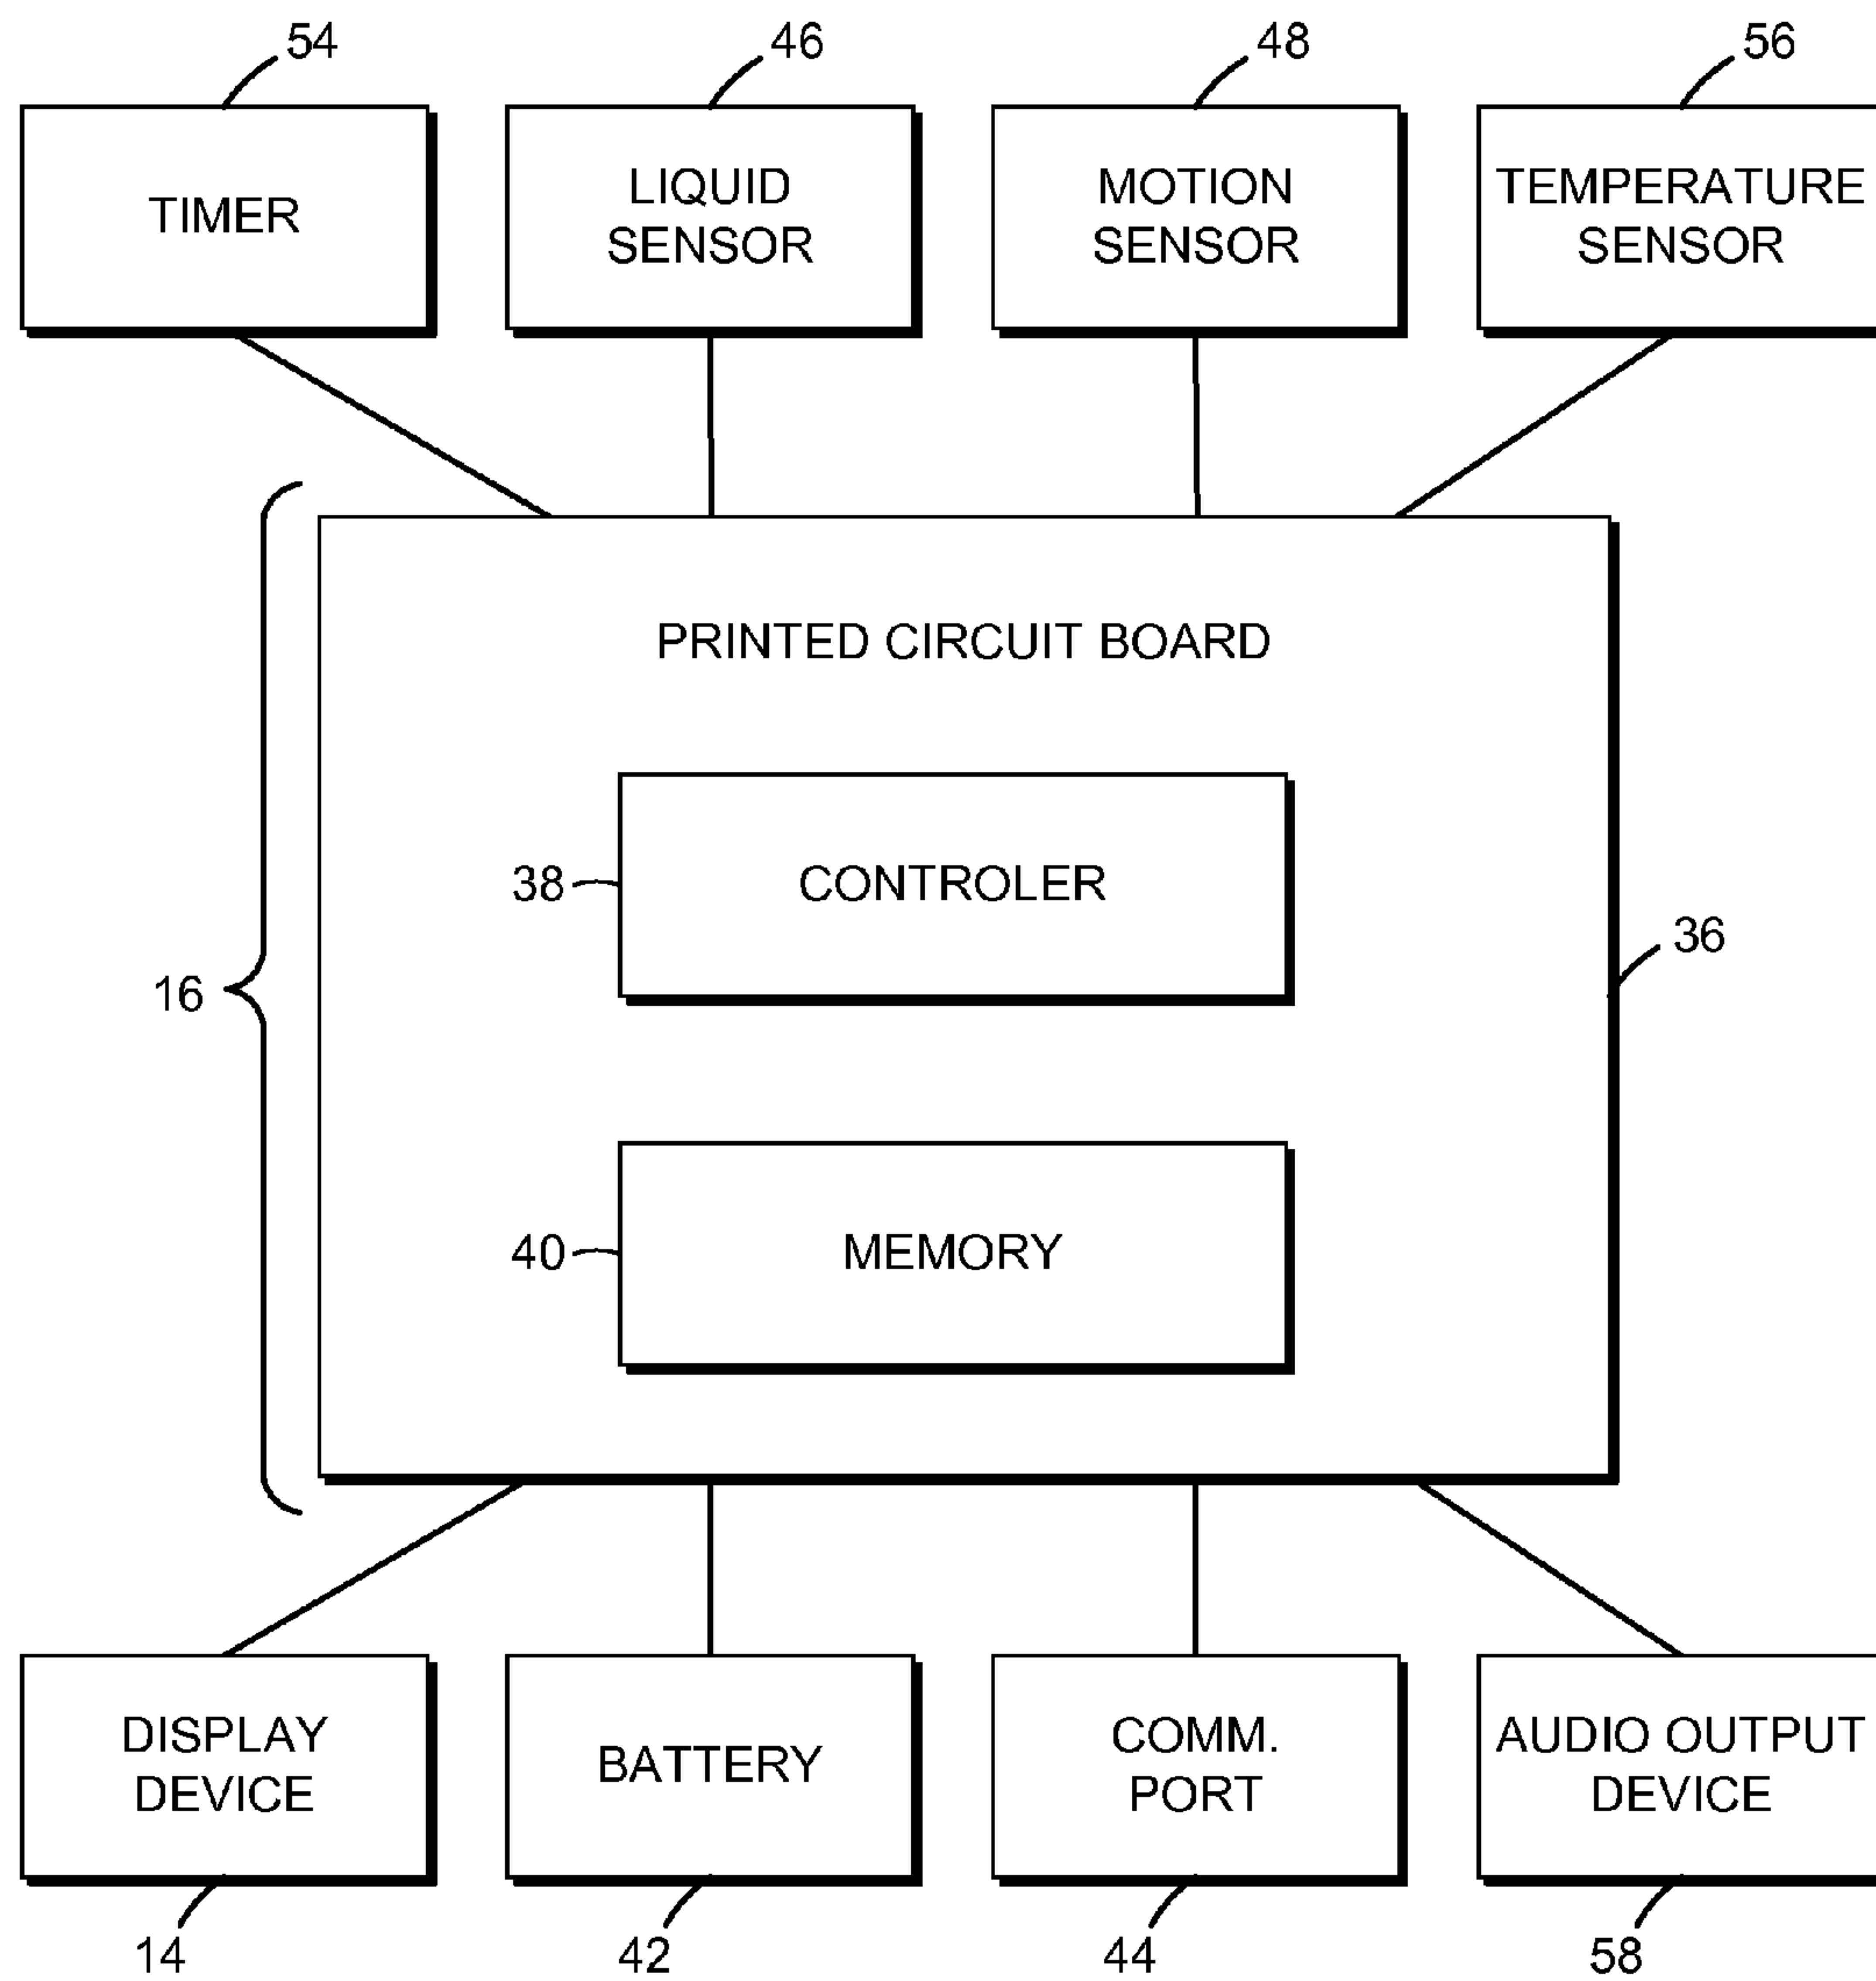 54
46
48
56
TIMER
LIQUID
SENSOR
MOTION
SENSOR
TEMPERATURE
SENSOR
PRINTED CIRCUIT BOARD
38
CONTROLER
36
16
40
MEMORY
DISPLAY
DEVICE
BATTERY
COMM.
PORT
AUDIO OUTPUT
DEVICE
14
42
44
58